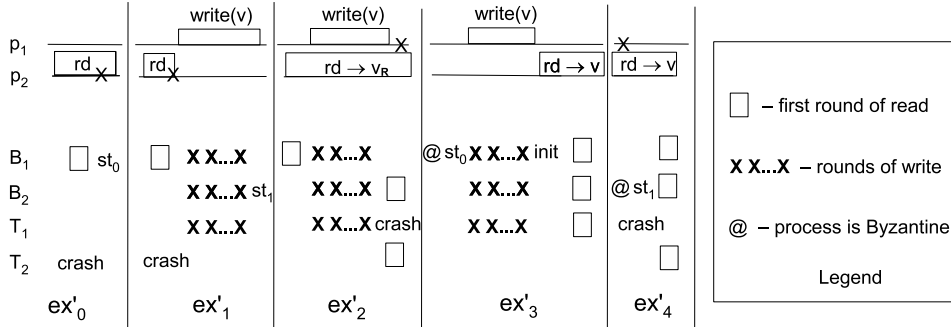 write(v) write(v) write(v)
p1 X X
rd rd rd → vR rd → v rd → v
p2 X X
– first round of read
B1 st0 X X...X X X...X @ st0 X X...X init
X X...X – rounds of write
B2 X X...X st1 X X...X X X...X @ st1
T1 X X...X X X...X crash X X...X crash
@ – process is Byzantine
T2 crash crash
Legend
ex'0 ex'1 ex'2 ex'3 ex'4